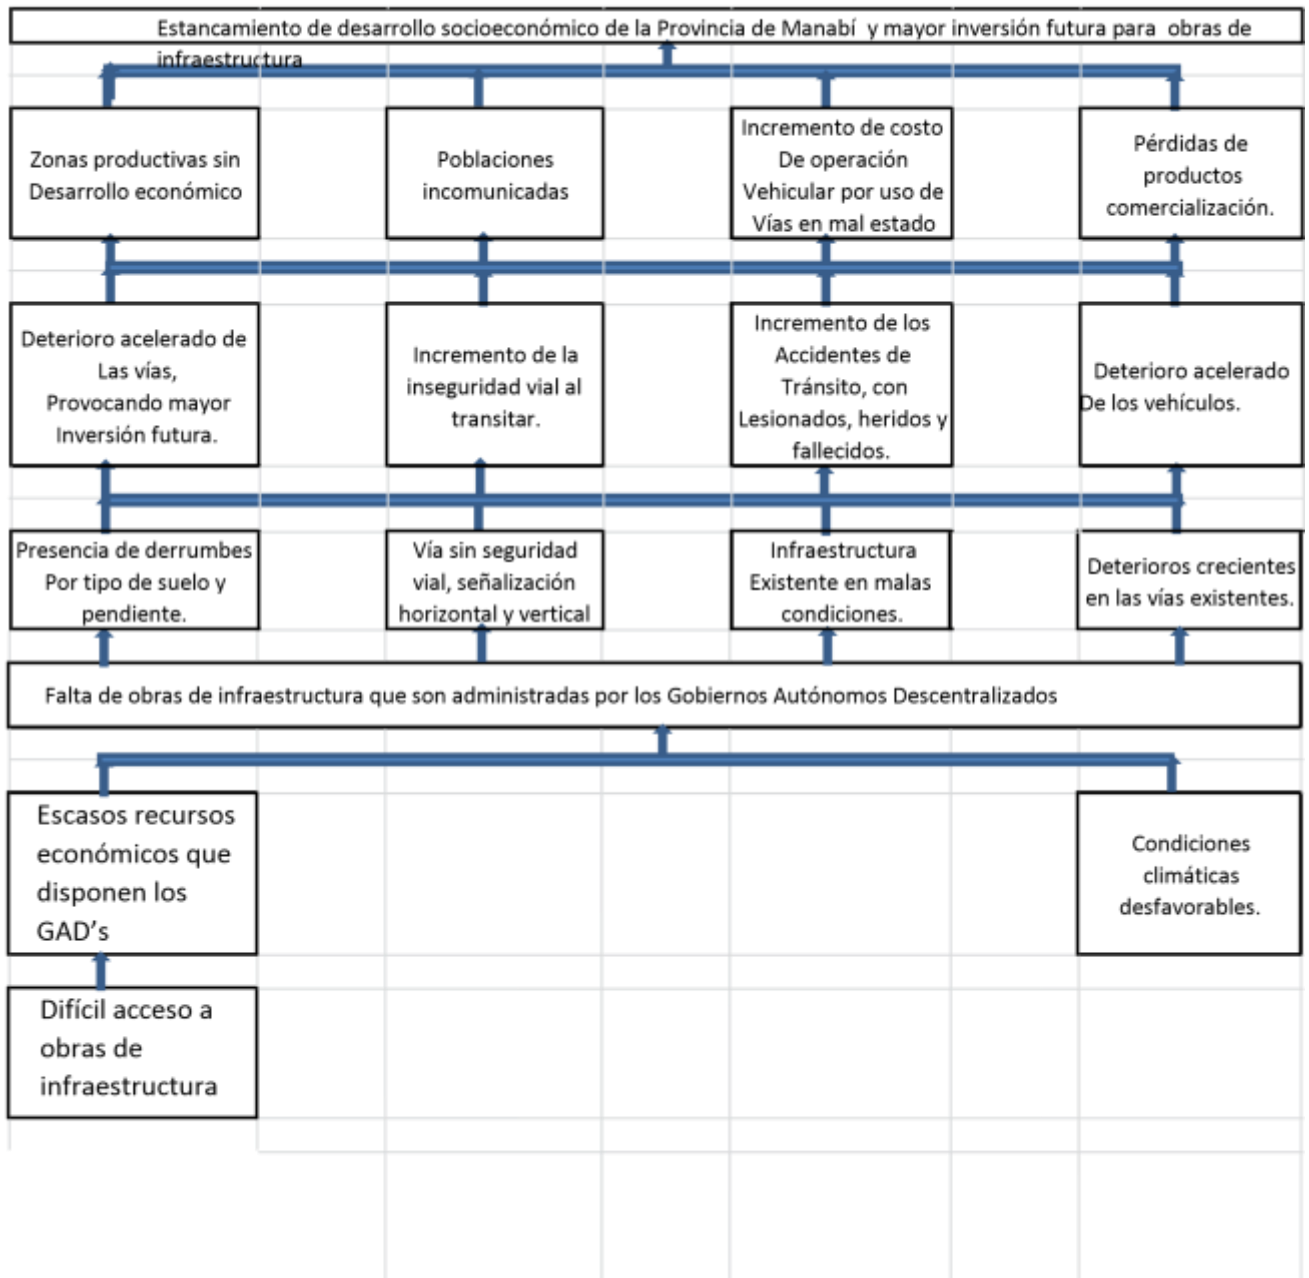 Estancamiento de desarrollo socioeconómico de la Provincia de Manabí y mayor inversión futura para obras de
infraestructura
Zonas productivas sin
Desarrollo económico
Poblaciones
incomunicadas
Incremento de costo
De operación
Vehicular por uso de
Vías en mal estado
Pérdidas de
productos
comercialización.
Deterioro acelerado de
Las vías,
Provocando mayor
Inversión futura.
Incremento de la
inseguridad vial al
transitar.
Incremento de los
Accidentes de
Tránsito, con
Lesionados, heridos y
fallecidos.
Deterioro acelerado
De los vehículos.
Presencia de derrumbes
Por tipo de suelo y
pendiente.
Vía sin seguridad
vial, señalización
horizontal y vertical
Infraestructura
Existente en malas
condiciones.
Deterioros crecientes
en las vías existentes.
Falta de obras de infraestructura que son administradas por los Gobiernos Autónomos Descentralizados
Escasos recursos
económicos que
disponen los
GAD's
Condiciones
climáticas
desfavorables.
Difícil acceso a
obras de
infraestructura